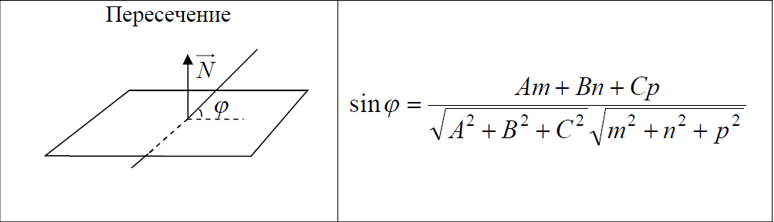 Пересечение
N
φ
sin φ = (Am + Bn + Cp) / (√(A² + B² + C²) √(m² + n² + p²))